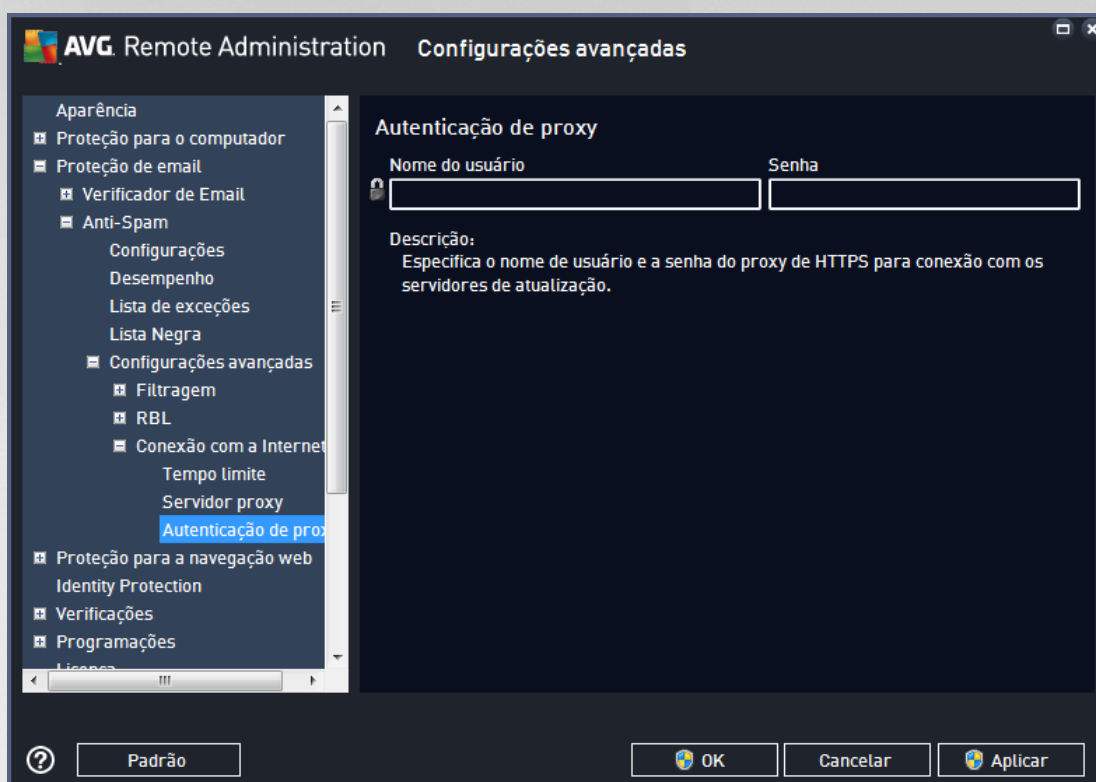 AVG. Remote Administration Configurações avançadas
Aparência
Proteção para o computador
Proteção de email
Verificador de Email
Anti-Spam
Configurações
Desempenho
Lista de exceções
Lista Negra
Configurações avançadas
Filtragem
RBL
Conexão com a Internet
Tempo limite
Servidor proxy
Autenticação de prox
Proteção para a navegação web
Identity Protection
Verificações
Programações
Licença
Autenticação de proxy
Nome do usuário Senha
Descrição:
Especifica o nome de usuário e a senha do proxy de HTTPS para conexão com os
servidores de atualização.
Padrão OK Cancelar Aplicar